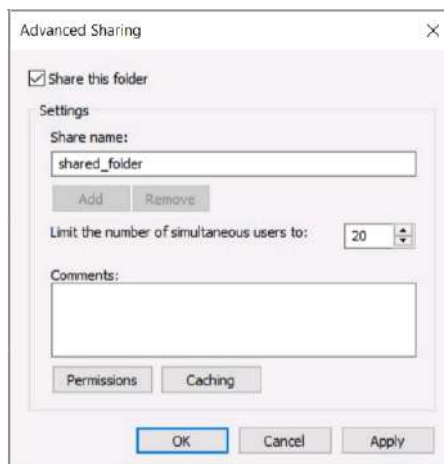 Advanced Sharing
Share this folder
Settings
Share name:
shared_folder
Add Remove
Limit the number of simultaneous users to: 20
Comments:
Permissions Caching
OK Cancel Apply